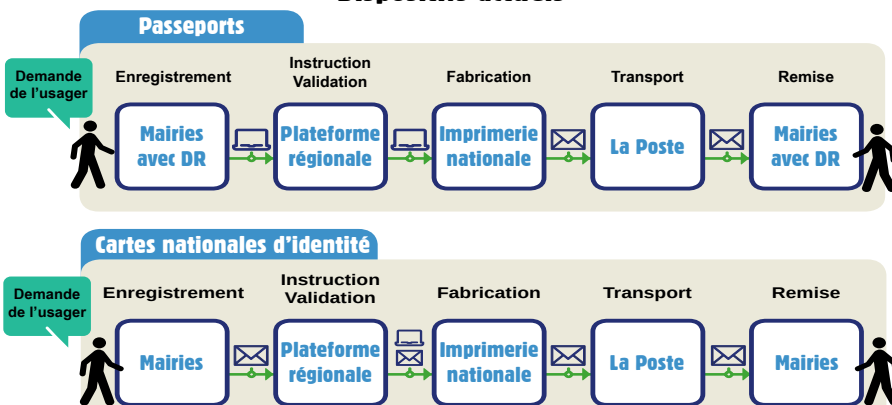 Passeports
Demande
de l'usager
Enregistrement
Instruction
Validation
Fabrication
Transport
Remise
Mairies
avec DR
Plateforme
régionale
Imprimerie
nationale
La Poste
Mairies
avec DR
Cartes nationales d'identité
Demande
de l'usager
Enregistrement
Instruction
Validation
Fabrication
Transport
Remise
Mairies
Plateforme
régionale
Imprimerie
nationale
La Poste
Mairies